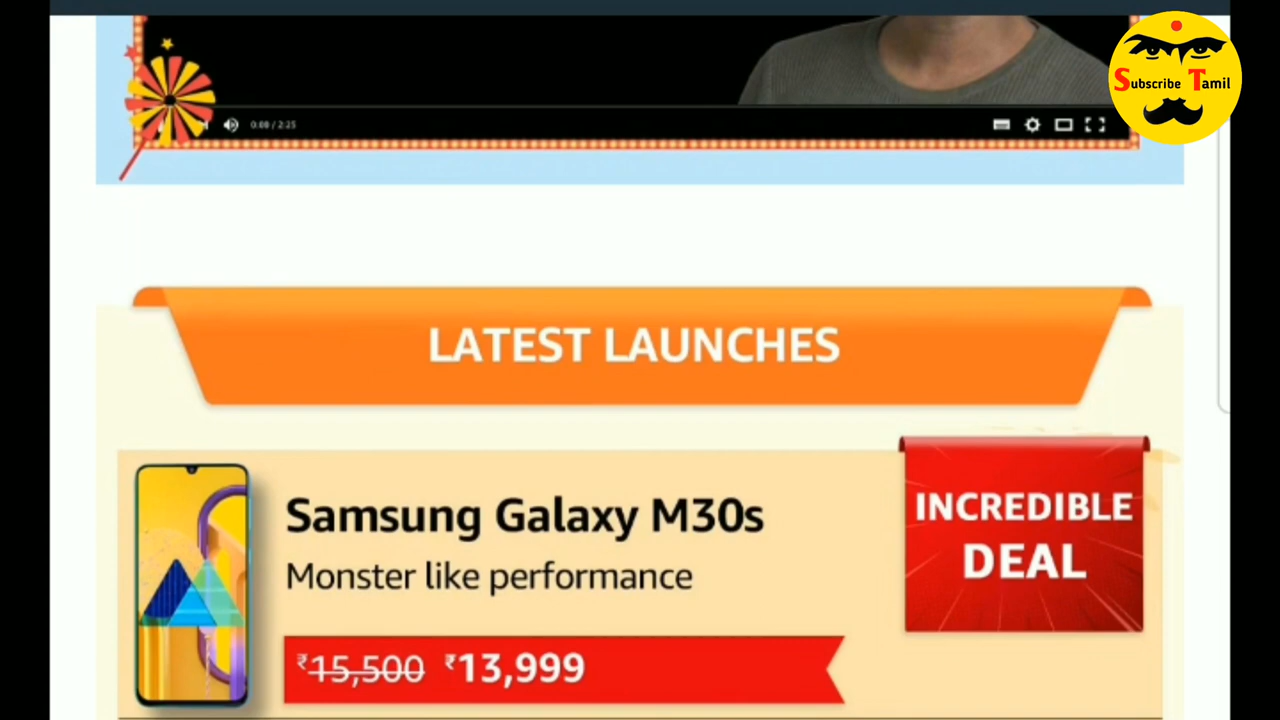 Subscribe Tamil
0:08 / 2:25
LATEST LAUNCHES
INCREDIBLE
DEAL
Samsung Galaxy M30s
Monster like performance
₹15,500 ₹13,999